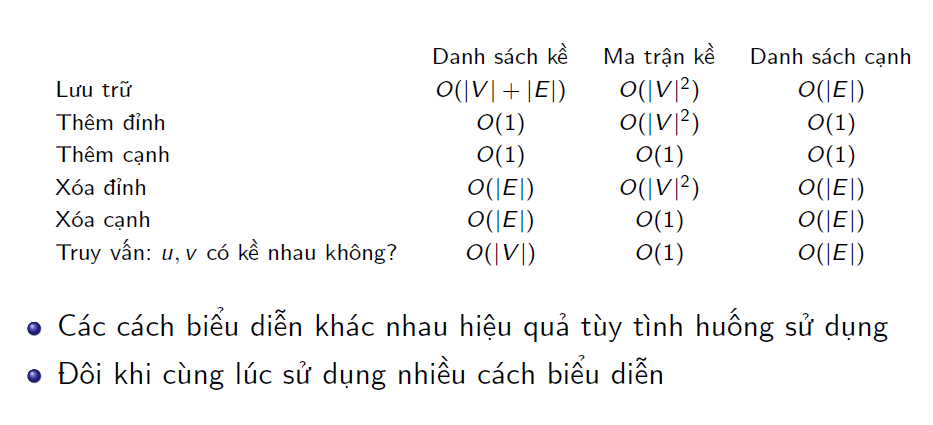 Danh sách kề Ma trận kề Danh sách cạnh
Lưu trữ O(|V| + |E|) O(|V|²) O(|E|)
Thêm đỉnh O(1) O(|V|²) O(1)
Thêm cạnh O(1) O(1) O(1)
Xóa đỉnh O(|E|) O(|V|²) O(|E|)
Xóa cạnh O(|E|) O(1) O(|E|)
Truy vấn: u, v có kề nhau không? O(|V|) O(1) O(|E|)
Các cách biểu diễn khác nhau hiệu quả tùy tình huống sử dụng
Đôi khi cùng lúc sử dụng nhiều cách biểu diễn